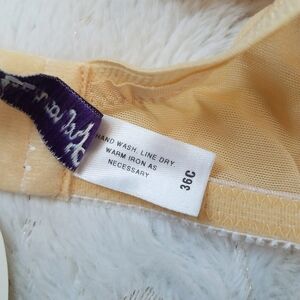 HAND WASH, LINE DRY
WARM IRON AS
NECESSARY
36C